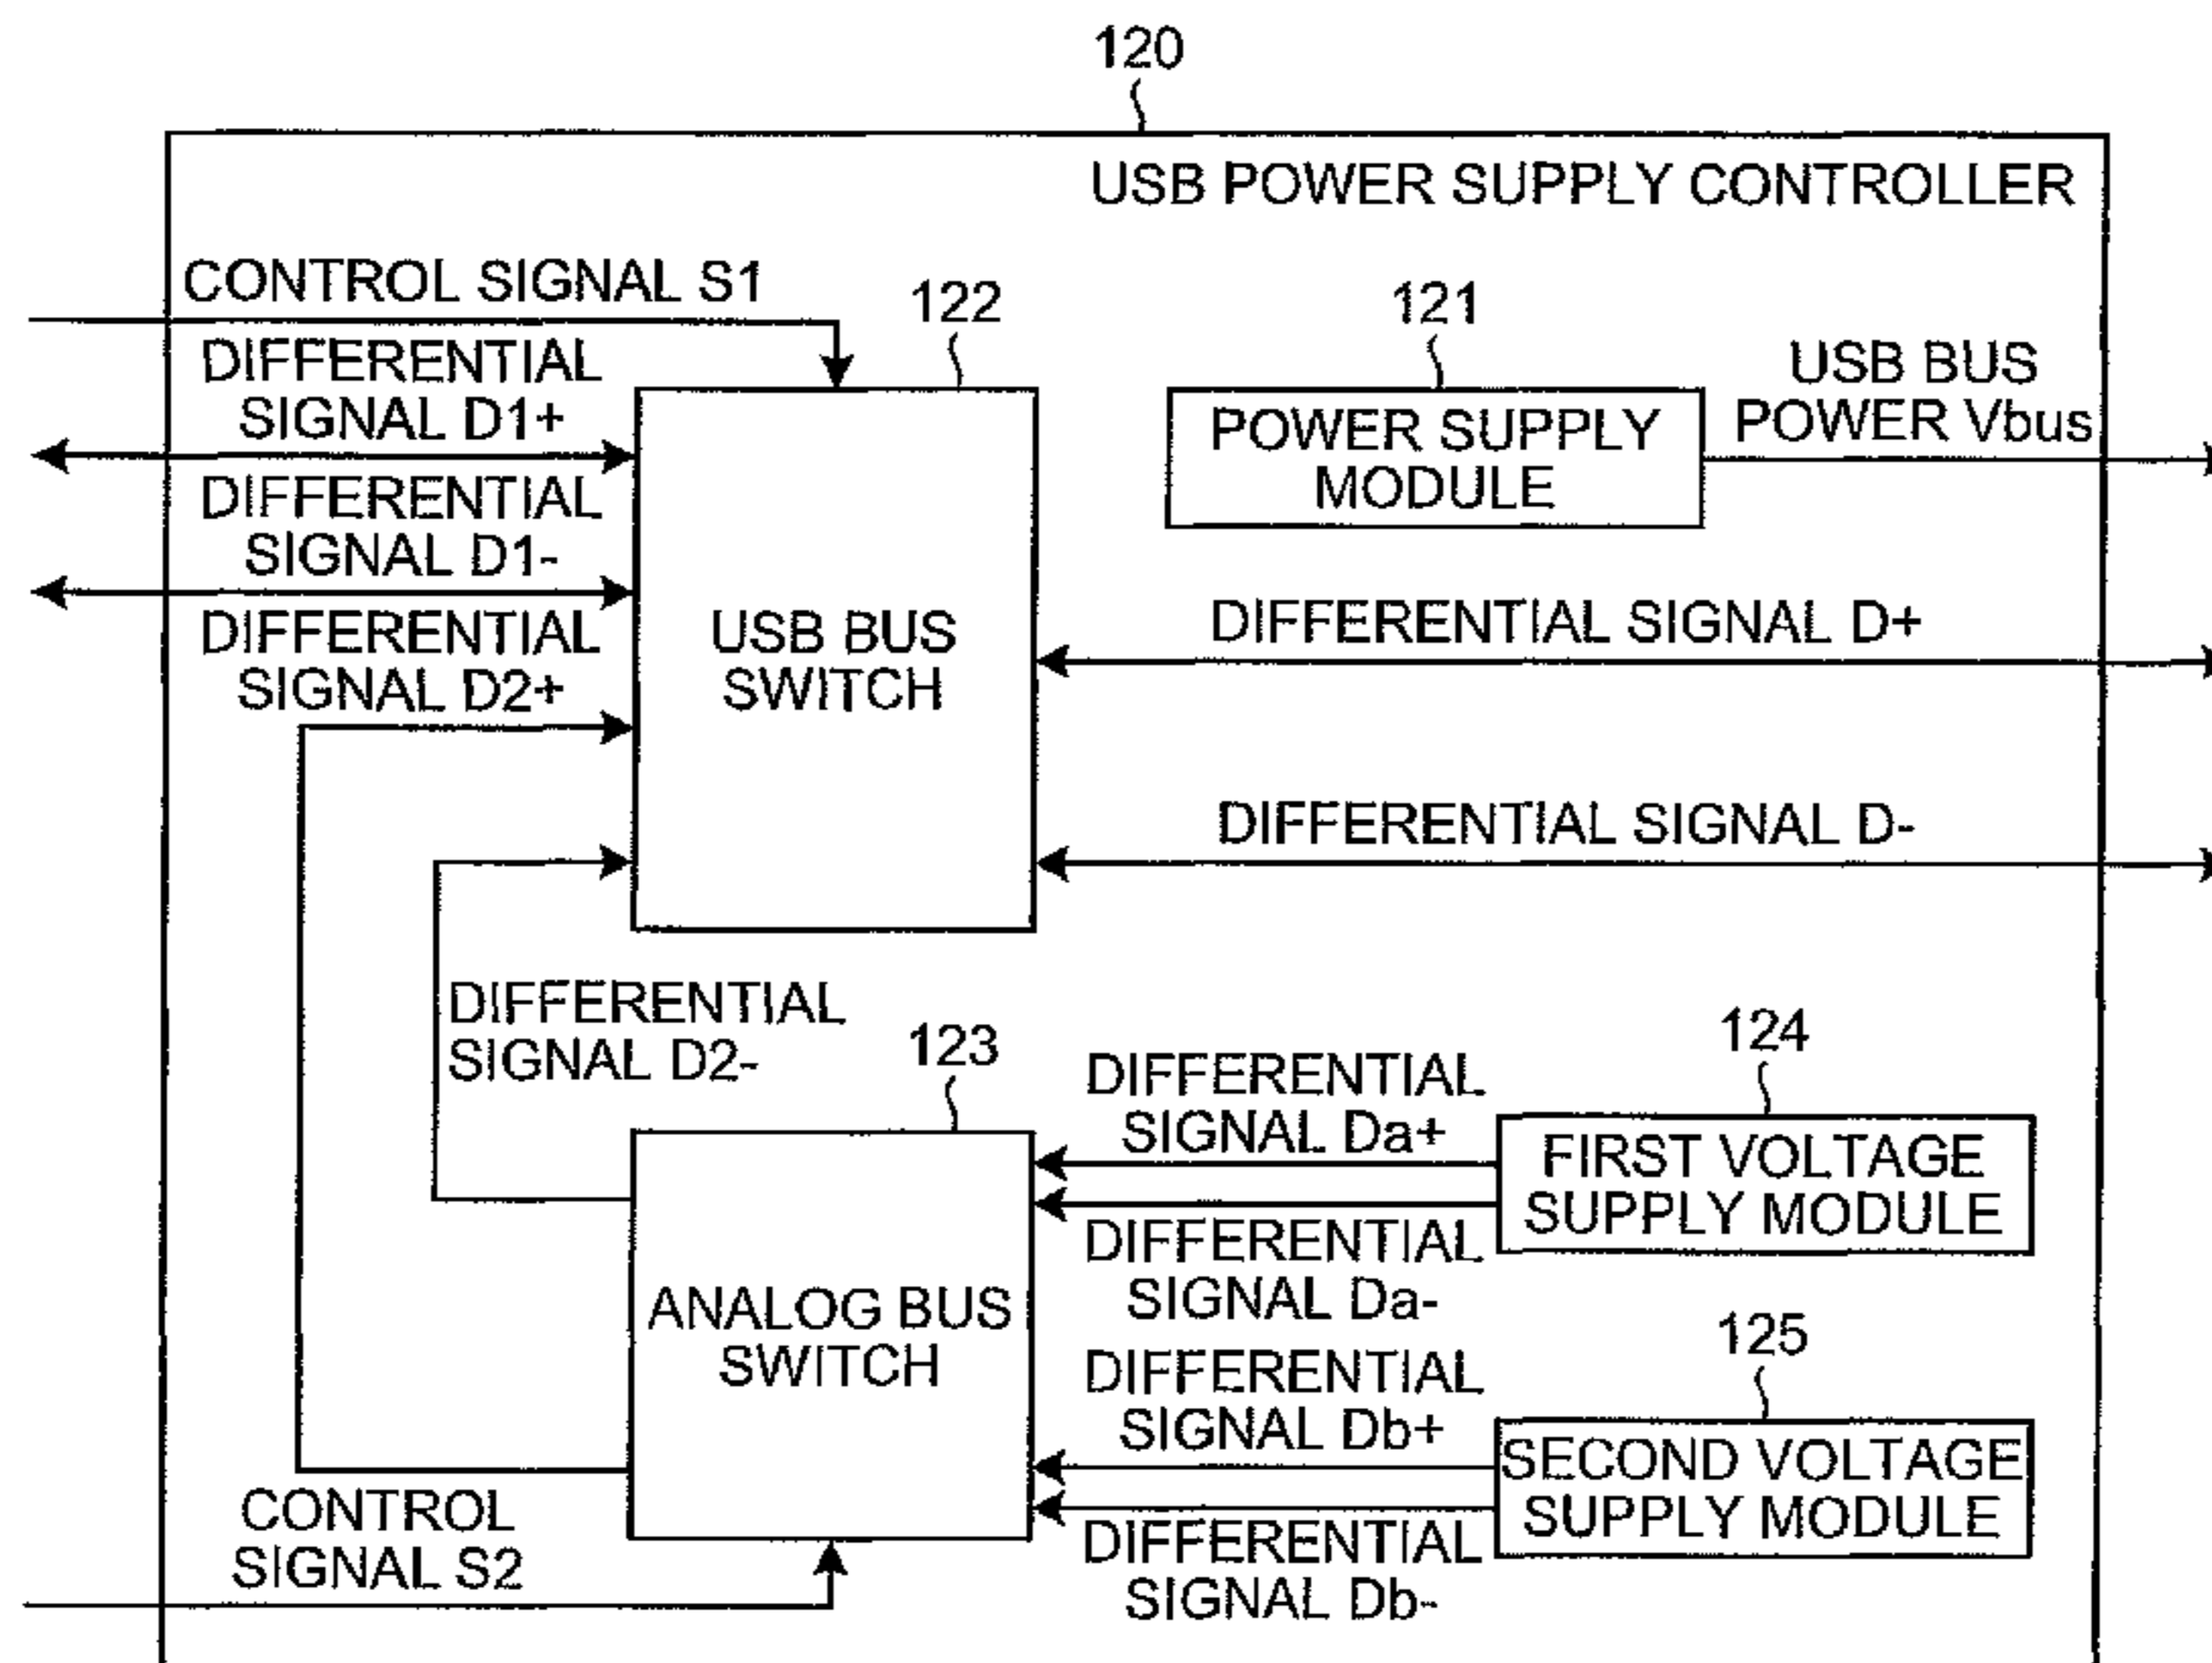 120
USB POWER SUPPLY CONTROLLER
CONTROL SIGNAL S1
122
121
DIFFERENTIAL
SIGNAL D1+
USB BUS
POWER Vbus
POWER SUPPLY
MODULE
DIFFERENTIAL
SIGNAL D1-
DIFFERENTIAL
SIGNAL D2+
USB BUS
SWITCH
DIFFERENTIAL SIGNAL D+
DIFFERENTIAL SIGNAL D-
DIFFERENTIAL
SIGNAL D2-
123
124
DIFFERENTIAL
SIGNAL Da+
FIRST VOLTAGE
SUPPLY MODULE
DIFFERENTIAL
SIGNAL Da-
ANALOG BUS
SWITCH
125
DIFFERENTIAL
SIGNAL Db+
SECOND VOLTAGE
SUPPLY MODULE
CONTROL
SIGNAL S2
DIFFERENTIAL
SIGNAL Db-